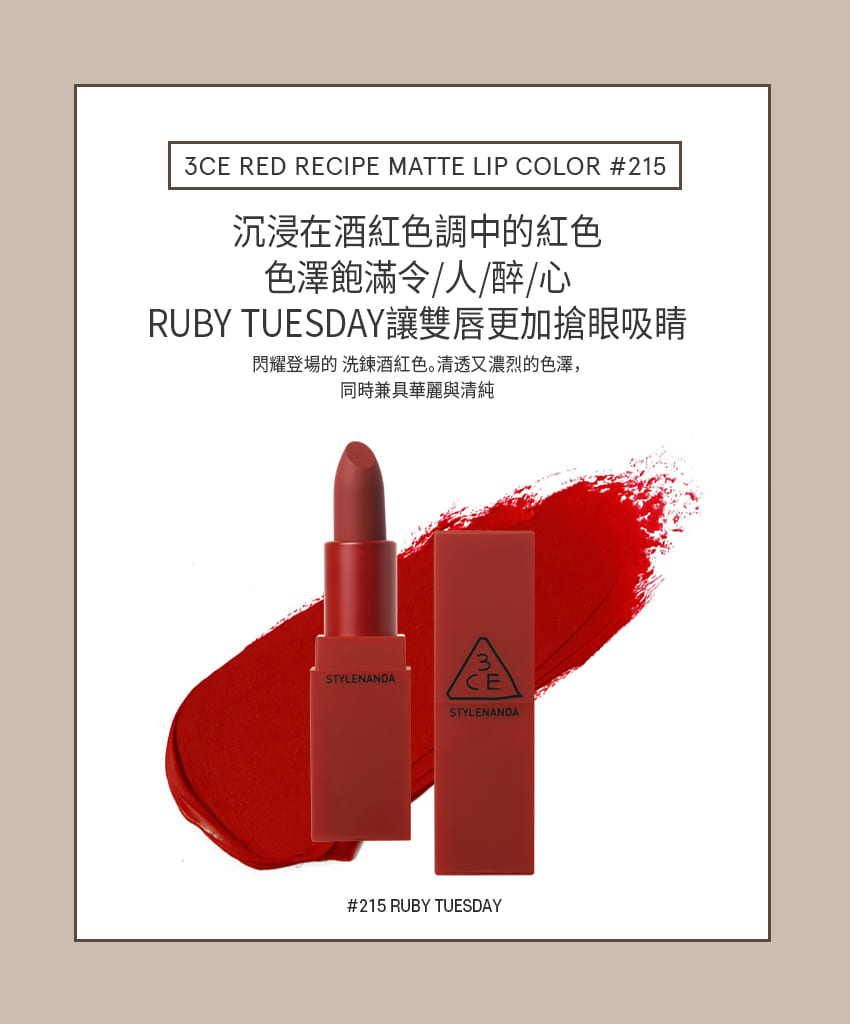 3CE RED RECIPE MATTE LIP COLOR #215
沉浸在酒紅色調中的紅色
色澤飽滿令/人/醉/心
RUBY TUESDAY讓雙唇更加搶眼吸睛
閃耀登場的 洗鍊酒紅色。清透又濃烈的色澤,
同時兼具華麗與清純
STYLENANDA
3
CE
STYLENANDA
#215 RUBY TUESDAY